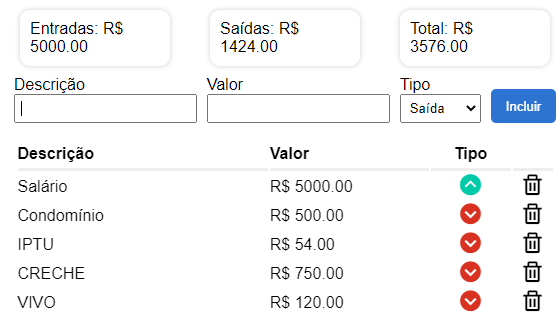 Entradas: R$
5000.00
Saídas: R$
1424.00
Total: R$
3576.00
Descrição
Valor
Tipo
Saída
Incluir
Descrição Valor Tipo
Salário R$ 5000.00
Condomínio R$ 500.00
IPTU R$ 54.00
CRECHE R$ 750.00
VIVO R$ 120.00